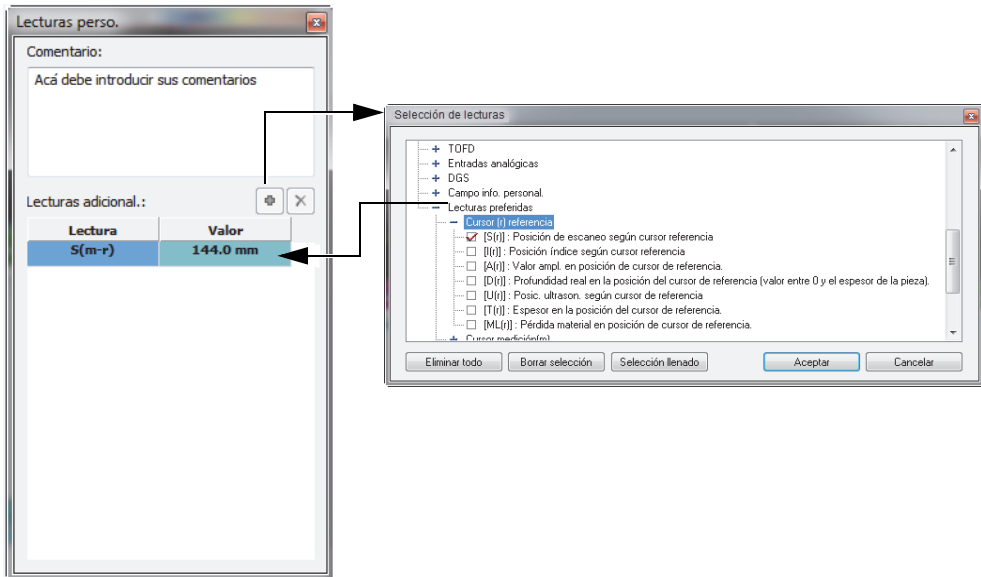 Lecturas perso.
Comentario:
Acá debe introducir sus comentarios
Lecturas adicional.:
Lectura Valor
S(m-r) 144.0 mm
Selección de lecturas
TOFD
Entradas analógicas
DGS
Campo info. personal.
Lecturas preferidas
Cursor (r) referencia
[S(r)] : Posición de escaneo según cursor referencia
[I(r)] : Posición índice según cursor referencia
[A(r)] : Valor ampl. en posición de cursor de referencia.
[D(r)] : Profundidad real en la posición del cursor de referencia (valor entre 0 y el espesor de la pieza).
[U(r)] : Posic. ultrason. según cursor de referencia
[T(r)] : Espesor en la posición del cursor de referencia.
[ML(r)] : Pérdida material en posición de cursor de referencia.
Cursor medición(m)
Eliminar todo Borrar selección Selección llenado Aceptar Cancelar